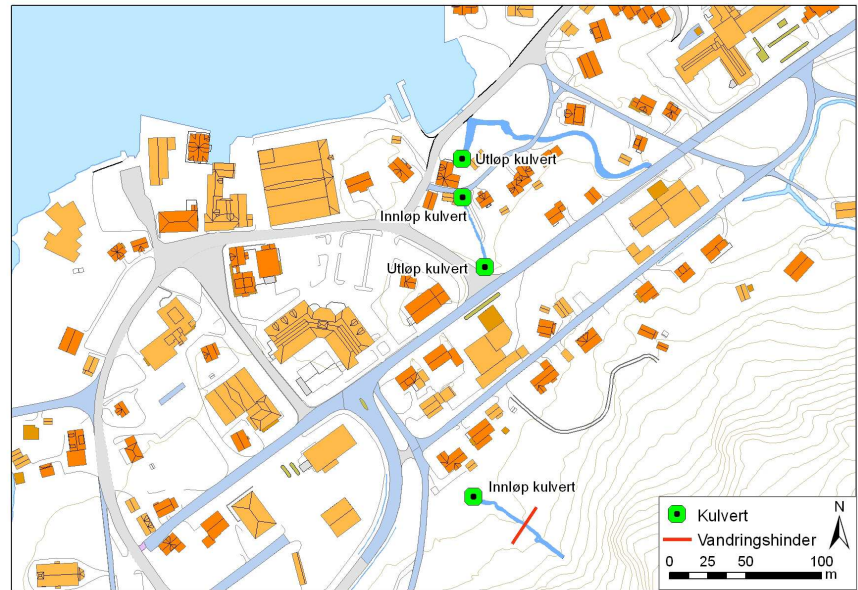 Utløp kulvert
Innløp kulvert
Utløp kulvert
Innløp kulvert
Kulvert
Vandringshinder
N
0 25 50 100
m